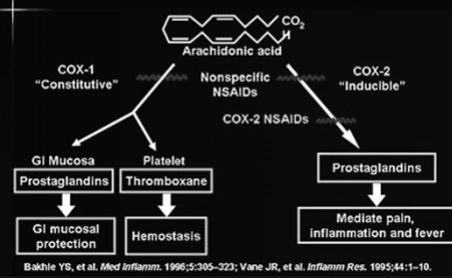 CO2
H
Arachidonic acid
COX-1
"Constitutive"
Nonspecific
NSAIDs
COX-2
"Inducible"
COX-2 NSAIDs
GI Mucosa
Prostaglandins
Platelet
Thromboxane
Prostaglandins
GI mucosal
protection
Hemostasis
Mediate pain,
inflammation and fever
Bakhle YS, et al. Med Inflamm. 1996;5:305–323; Vane JR, et al. Inflamm Res. 1995;44:1–10.